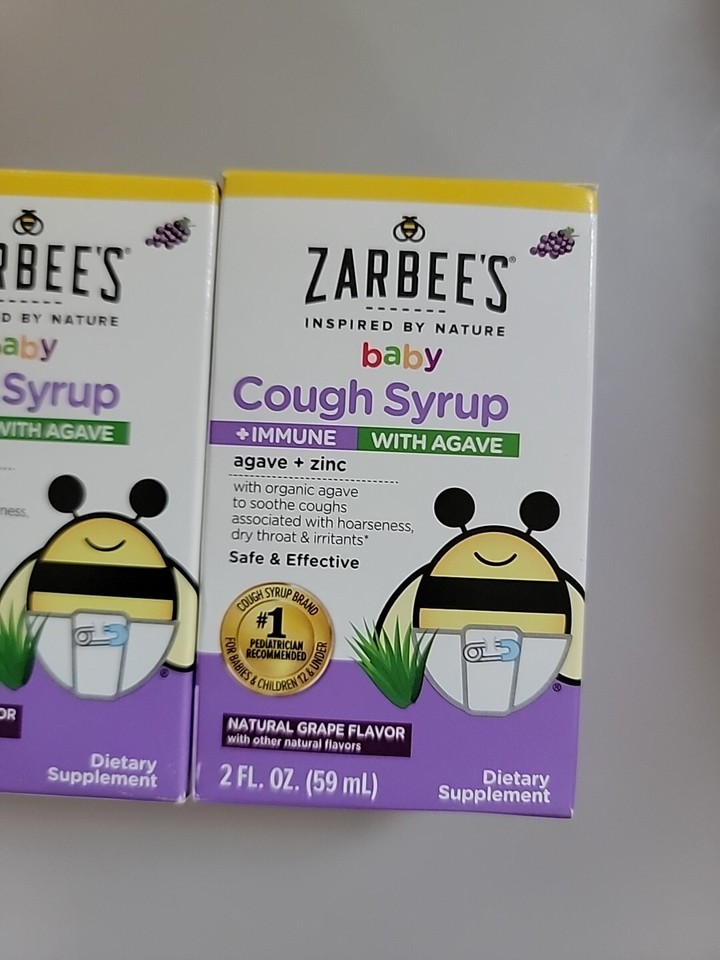 RBEE'S®
D BY NATURE
aby
Syrup
WITH AGAVE
ness,
®
OR
Dietary
Supplement
ZARBEE'S®
INSPIRED BY NATURE
baby
Cough Syrup
+IMMUNE WITH AGAVE
agave + zinc
with organic agave
to soothe coughs
associated with hoarseness,
dry throat & irritants*
Safe & Effective
COUGH SYRUP BRAND
#1
PEDIATRICIAN
RECOMMENDED
FOR BABIES & CHILDREN 12 & UNDER
®
NATURAL GRAPE FLAVOR
with other natural flavors
2 FL. OZ. (59 mL)
Dietary
Supplement